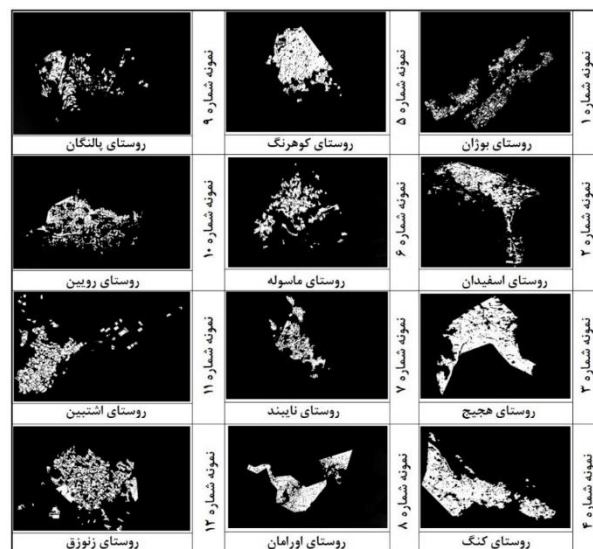 نمونه شماره ۱
روستای بوژان
نمونه شماره ۵
روستای کوهرنگ
نمونه شماره ۹
روستای پالنگان
نمونه شماره ۲
روستای اسفیدان
نمونه شماره ۶
روستای ماسوله
نمونه شماره ۱۰
روستای رویین
نمونه شماره ۳
روستای هجیج
نمونه شماره ۷
روستای نایبند
نمونه شماره ۱۱
روستای اشتبین
نمونه شماره ۴
روستای کنگ
نمونه شماره ۸
روستای اورامان
نمونه شماره ۱۲
روستای زنوزق